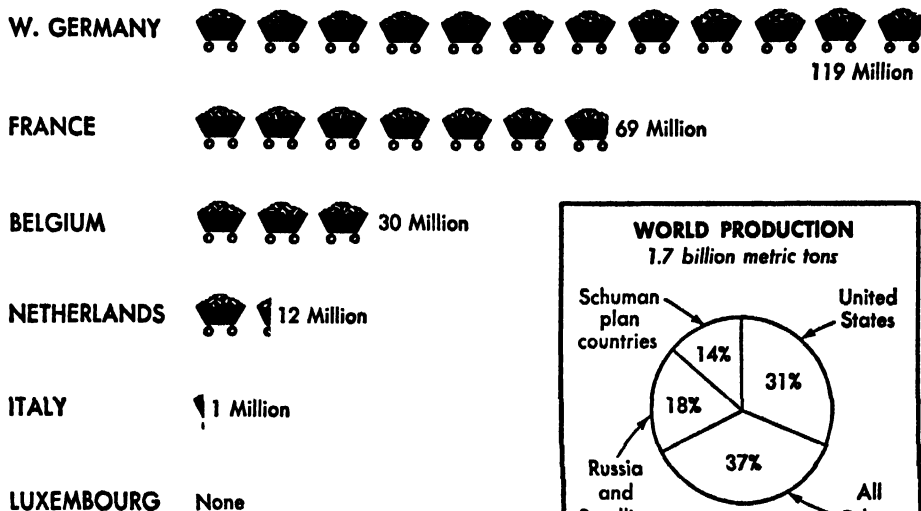 W. GERMANY
119 Million
FRANCE 69 Million
BELGIUM 30 Million
NETHERLANDS 12 Million
ITALY 1 Million
LUXEMBOURG None
WORLD PRODUCTION
1.7 billion metric tons
Schuman
plan
countries
United
States
14%
31%
18%
37%
Russia
and
All